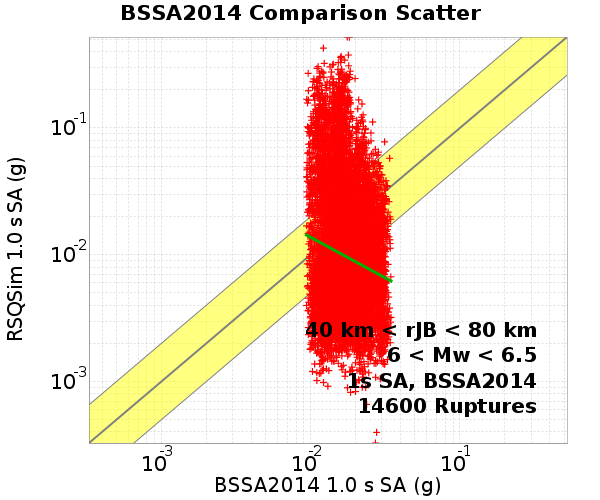 BSSA2014 Comparison Scatter
RSQSim 1.0 s SA (g)
10-1
10-2
10-3
40 km < rJB < 80 km
6 < Mw < 6.5
1s SA, BSSA2014
14600 Ruptures
10-3 10-2 10-1
BSSA2014 1.0 s SA (g)